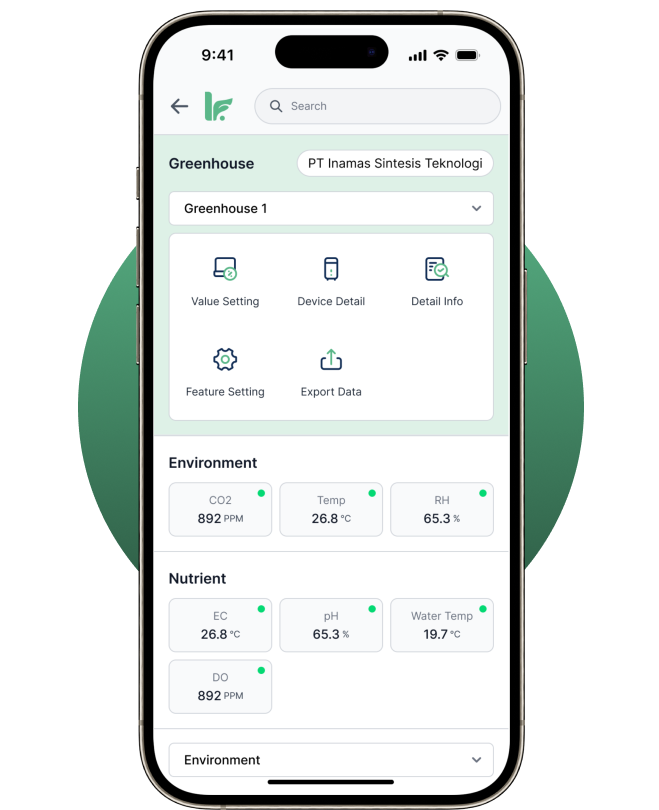 9:41
Search
Greenhouse
PT Inamas Sintesis Teknologi
Greenhouse 1
Value Setting
Device Detail
Detail Info
Feature Setting
Export Data
Environment
CO2
Temp
RH
892 PPM
26.8 °C
65.3 %
Nutrient
EC
pH
Water Temp
26.8 °C
65.3 %
19.7 °C
DO
892 PPM
Environment